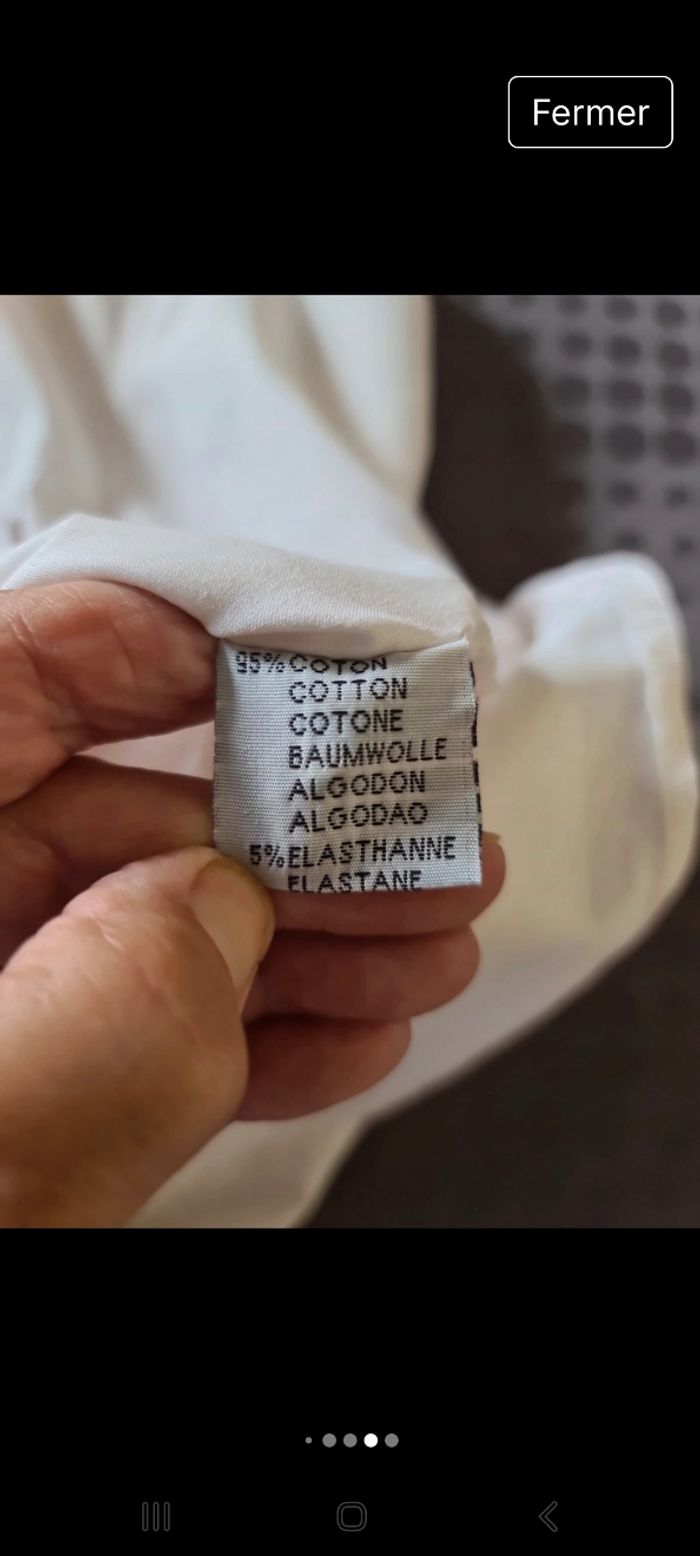 Fermer
95% COTON
COTTON
COTONE
BAUMWOLLE
ALGODON
ALGODAO
5% ELASTHANNE
ELASTANE